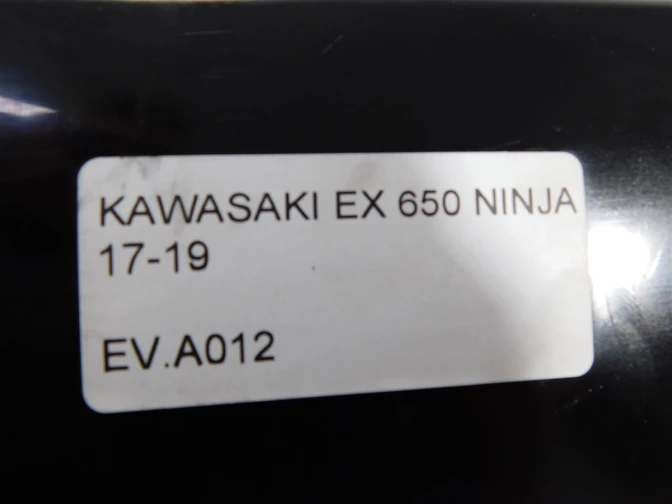 KAWASAKI EX 650 NINJA
17-19
EV.A012